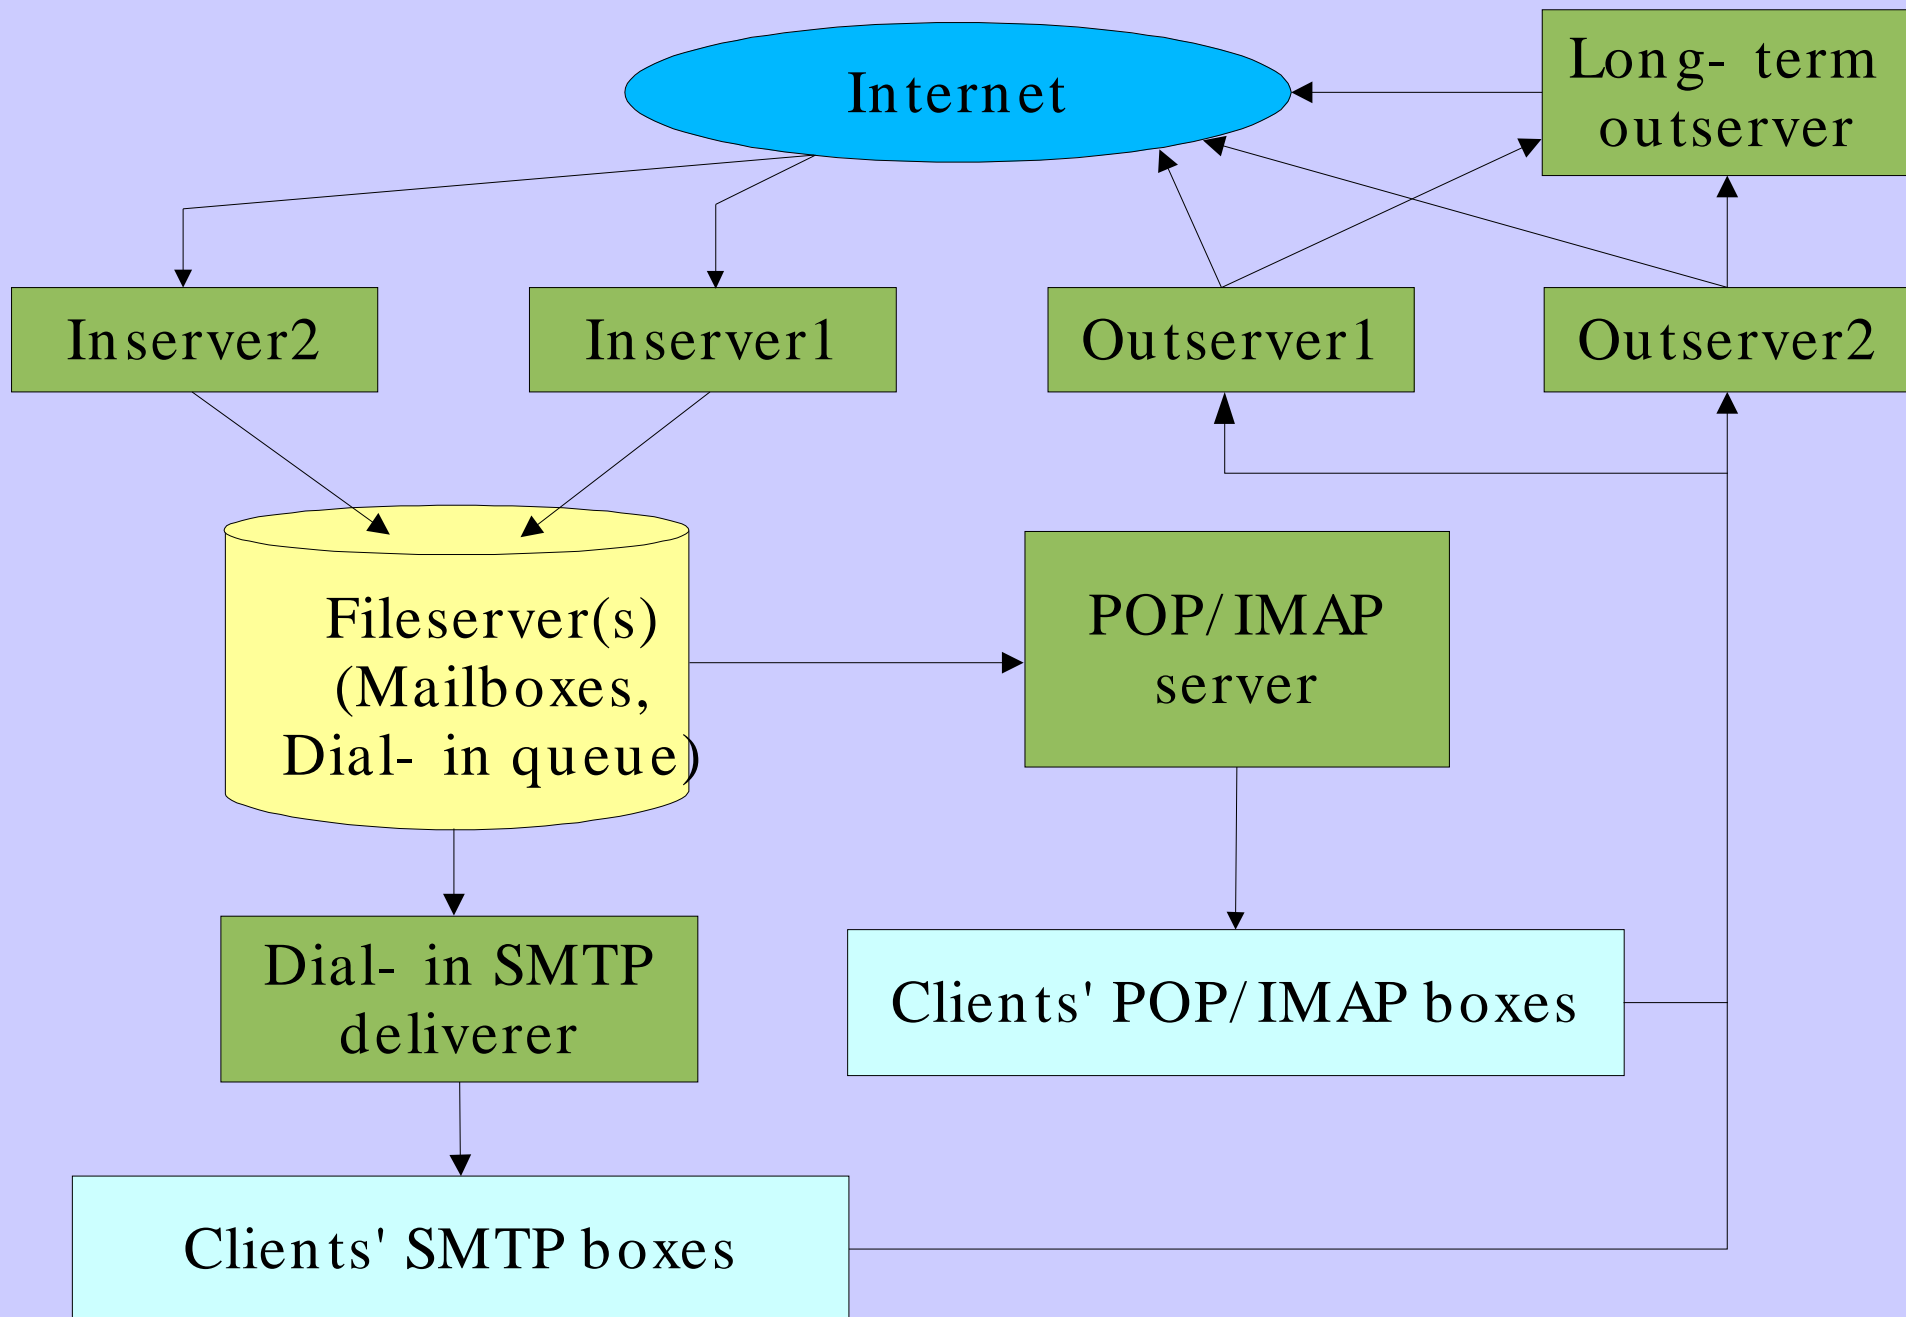 Internet
Long- term
outserver
Inserver2
Inserver1
Outserver1
Outserver2
Fileserver(s)
(Mailboxes,
Dial- in queue)
POP/ IMAP
server
Dial- in SMTP
deliverer
Clients' POP/ IMAP boxes
Clients' SMTP boxes